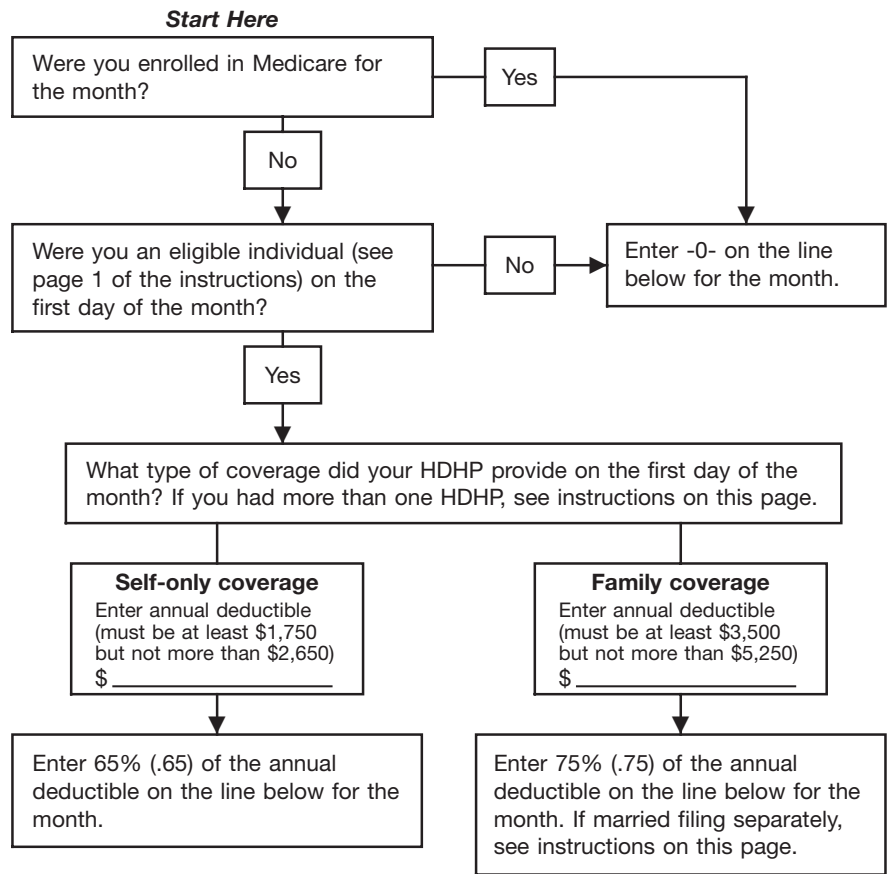 Start Here
Were you enrolled in Medicare for
the month?
Yes
No
Were you an eligible individual (see
page 1 of the instructions) on the
first day of the month?
No
Enter -0- on the line
below for the month.
Yes
What type of coverage did your HDHP provide on the first day of the
month? If you had more than one HDHP, see instructions on this page.
Self-only coverage
Enter annual deductible
(must be at least $1,750
but not more than $2,650)
$
Family coverage
Enter annual deductible
(must be at least $3,500
but not more than $5,250)
$
Enter 65% (.65) of the annual
deductible on the line below for the
month.
Enter 75% (.75) of the annual
deductible on the line below for the
month. If married filing separately,
see instructions on this page.